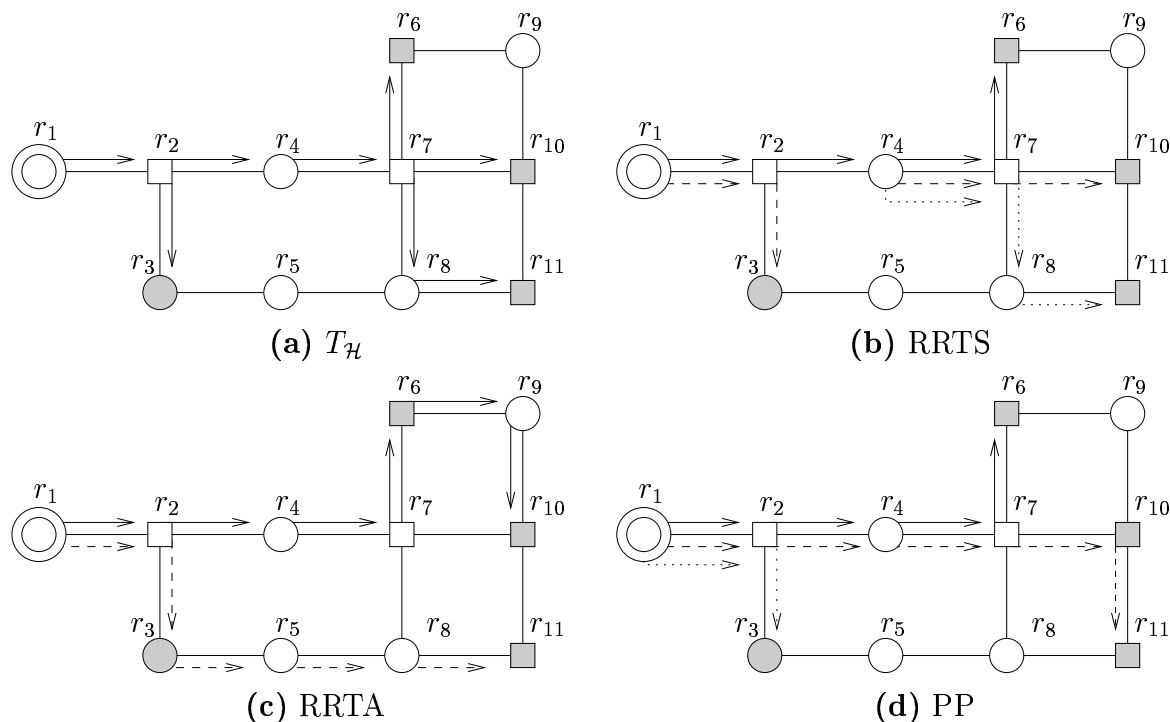 r6 r9 r6 r9
r1 r2 r4 r7 r10 r1 r2 r4 r7 r10
r3 r5 r8 r11 r3 r5 r8 r11
(a) Tℋ (b) RRTS
r6 r9 r6 r9
r1 r2 r4 r7 r10 r1 r2 r4 r7 r10
r3 r5 r8 r11 r3 r5 r8 r11
(c) RRTA (d) PP